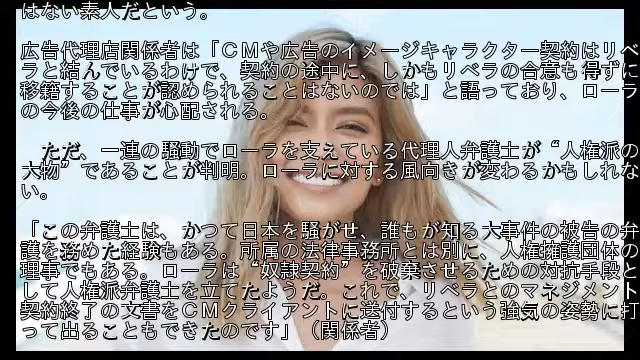 はない素人だという。
広告代理店関係者は「ＣＭや広告のイメージキャラクター契約はリベ
ラと結んでいるわけで、契約の途中に、しかもリベラの合意も得ずに
移籍することが認められることはないのでは」と語っており、ローラ
の今後の仕事が心配される。
ただ、一連の騒動でローラを支えている代理人弁護士が“人権派の
大物”であることが判明。ローラに対する風向きが変わるかもしれな
い。
「この弁護士は、かつて日本を騒がせ、誰もが知る大事件の被告の弁
護を務めた経験もある。所属の法律事務所とは別に、人権擁護団体の
理事でもある。ローラは“奴隷契約”を破棄させるための対抗手段と
して人権派弁護士を立てたようだ。これで、リベラとのマネジメント
契約終了の文書をＣＭクライアントに送付するという強気の姿勢に打
って出ることもできたのです」（関係者）